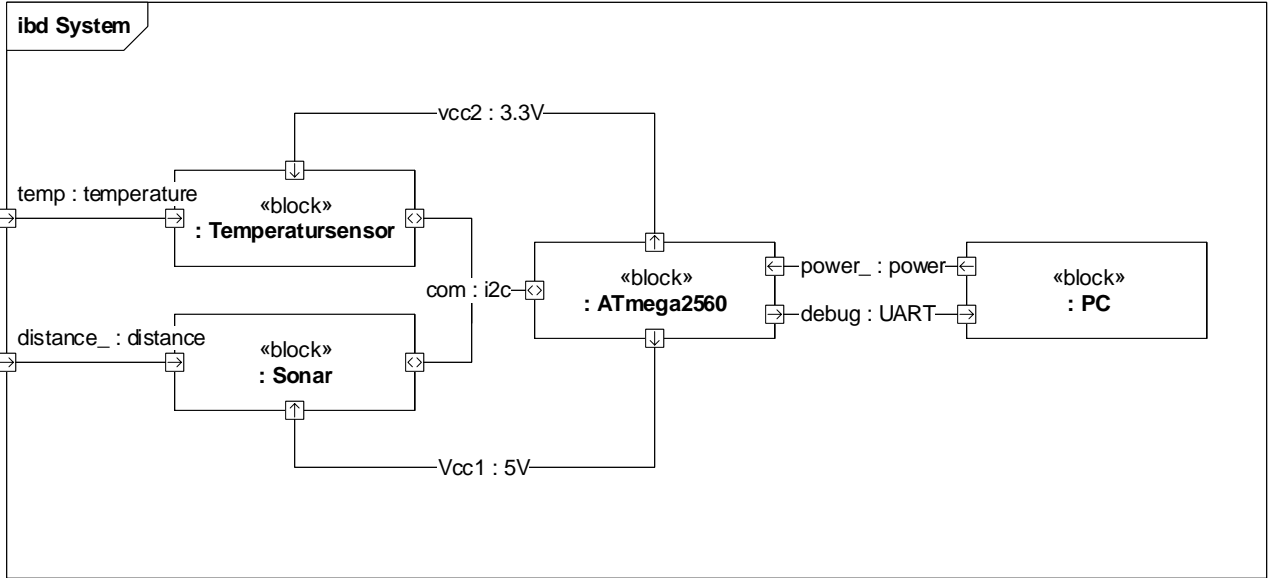 ibd System
vcc2 : 3.3V
temp : temperature
«block»
: Temperatursensor
com : i2c
«block»
: ATmega2560
power_ : power
debug : UART
«block»
: PC
distance_ : distance
«block»
: Sonar
Vcc1 : 5V